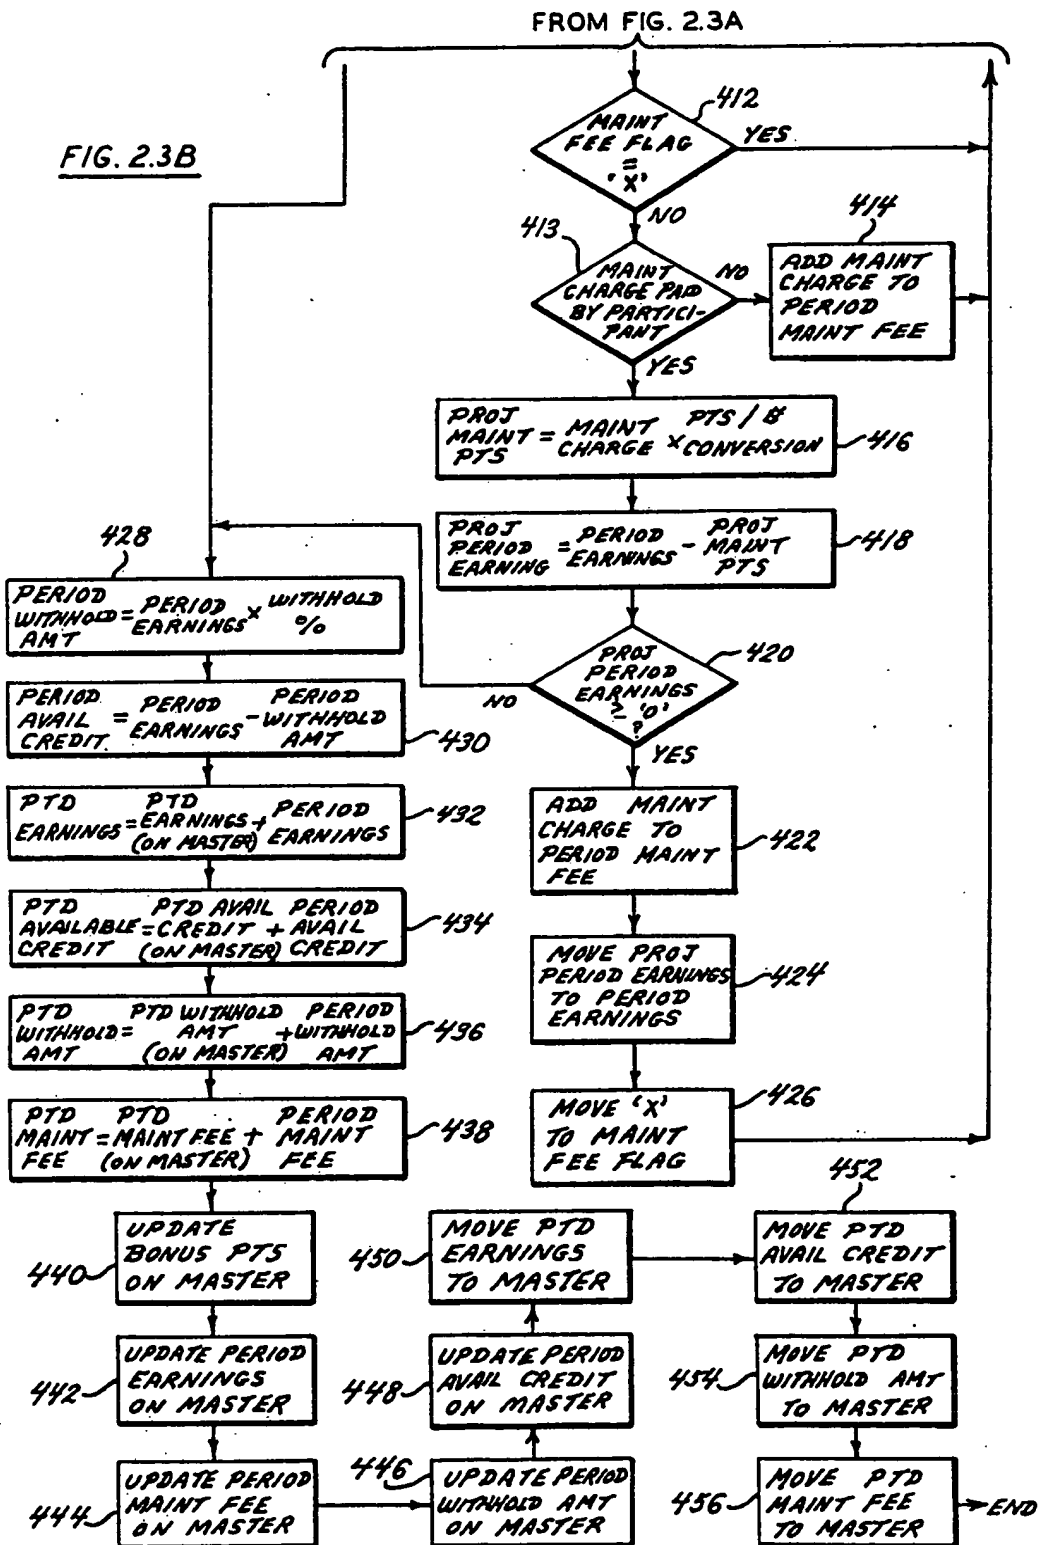 FROM FIG. 2.3A
FIG. 2.3B
412
MAINT
FEE FLAG
=
'X'
YES
NO
413
MAINT
CHARGE PAID
BY PARTICI-
PANT
NO
414
ADD MAINT
CHARGE TO
PERIOD
MAINT FEE
YES
PROJ MAINT PTS = MAINT CHARGE × PTS / $ CONVERSION
416
PROJ PERIOD EARNING = PERIOD EARNINGS - PROJ MAINT PTS
418
PROJ
PERIOD
EARNINGS
≥ 'O'
?
420
NO
YES
ADD MAINT
CHARGE TO
PERIOD MAINT
FEE
422
MOVE PROJ
PERIOD EARNINGS
TO PERIOD
EARNINGS
424
MOVE 'X'
TO MAINT
FEE FLAG
426
428
PERIOD WITHHOLD AMT = PERIOD EARNINGS × WITHHOLD %
PERIOD AVAIL CREDIT = PERIOD EARNINGS - PERIOD WITHHOLD AMT
430
PTD EARNINGS = PTD EARNINGS (ON MASTER) + PERIOD EARNINGS
432
PTD AVAILABLE CREDIT = PTD AVAIL CREDIT (ON MASTER) + PERIOD AVAIL CREDIT
434
PTD WITHHOLD AMT = PTD WITHHOLD AMT (ON MASTER) + PERIOD WITHHOLD AMT
436
PTD MAINT FEE = PTD MAINT FEE (ON MASTER) + PERIOD MAINT FEE
438
UPDATE
BONUS PTS
ON MASTER
440
UPDATE PERIOD
EARNINGS
ON MASTER
442
UPDATE PERIOD
MAINT FEE
ON MASTER
444
446
UPDATE PERIOD
WITHHOLD AMT
ON MASTER
UPDATE PERIOD
AVAIL CREDIT
ON MASTER
448
MOVE PTD
EARNINGS
TO MASTER
450
452
MOVE PTD
AVAIL CREDIT
TO MASTER
MOVE PTD
WITHHOLD AMT
TO MASTER
454
MOVE PTD
MAINT FEE
TO MASTER
456
END